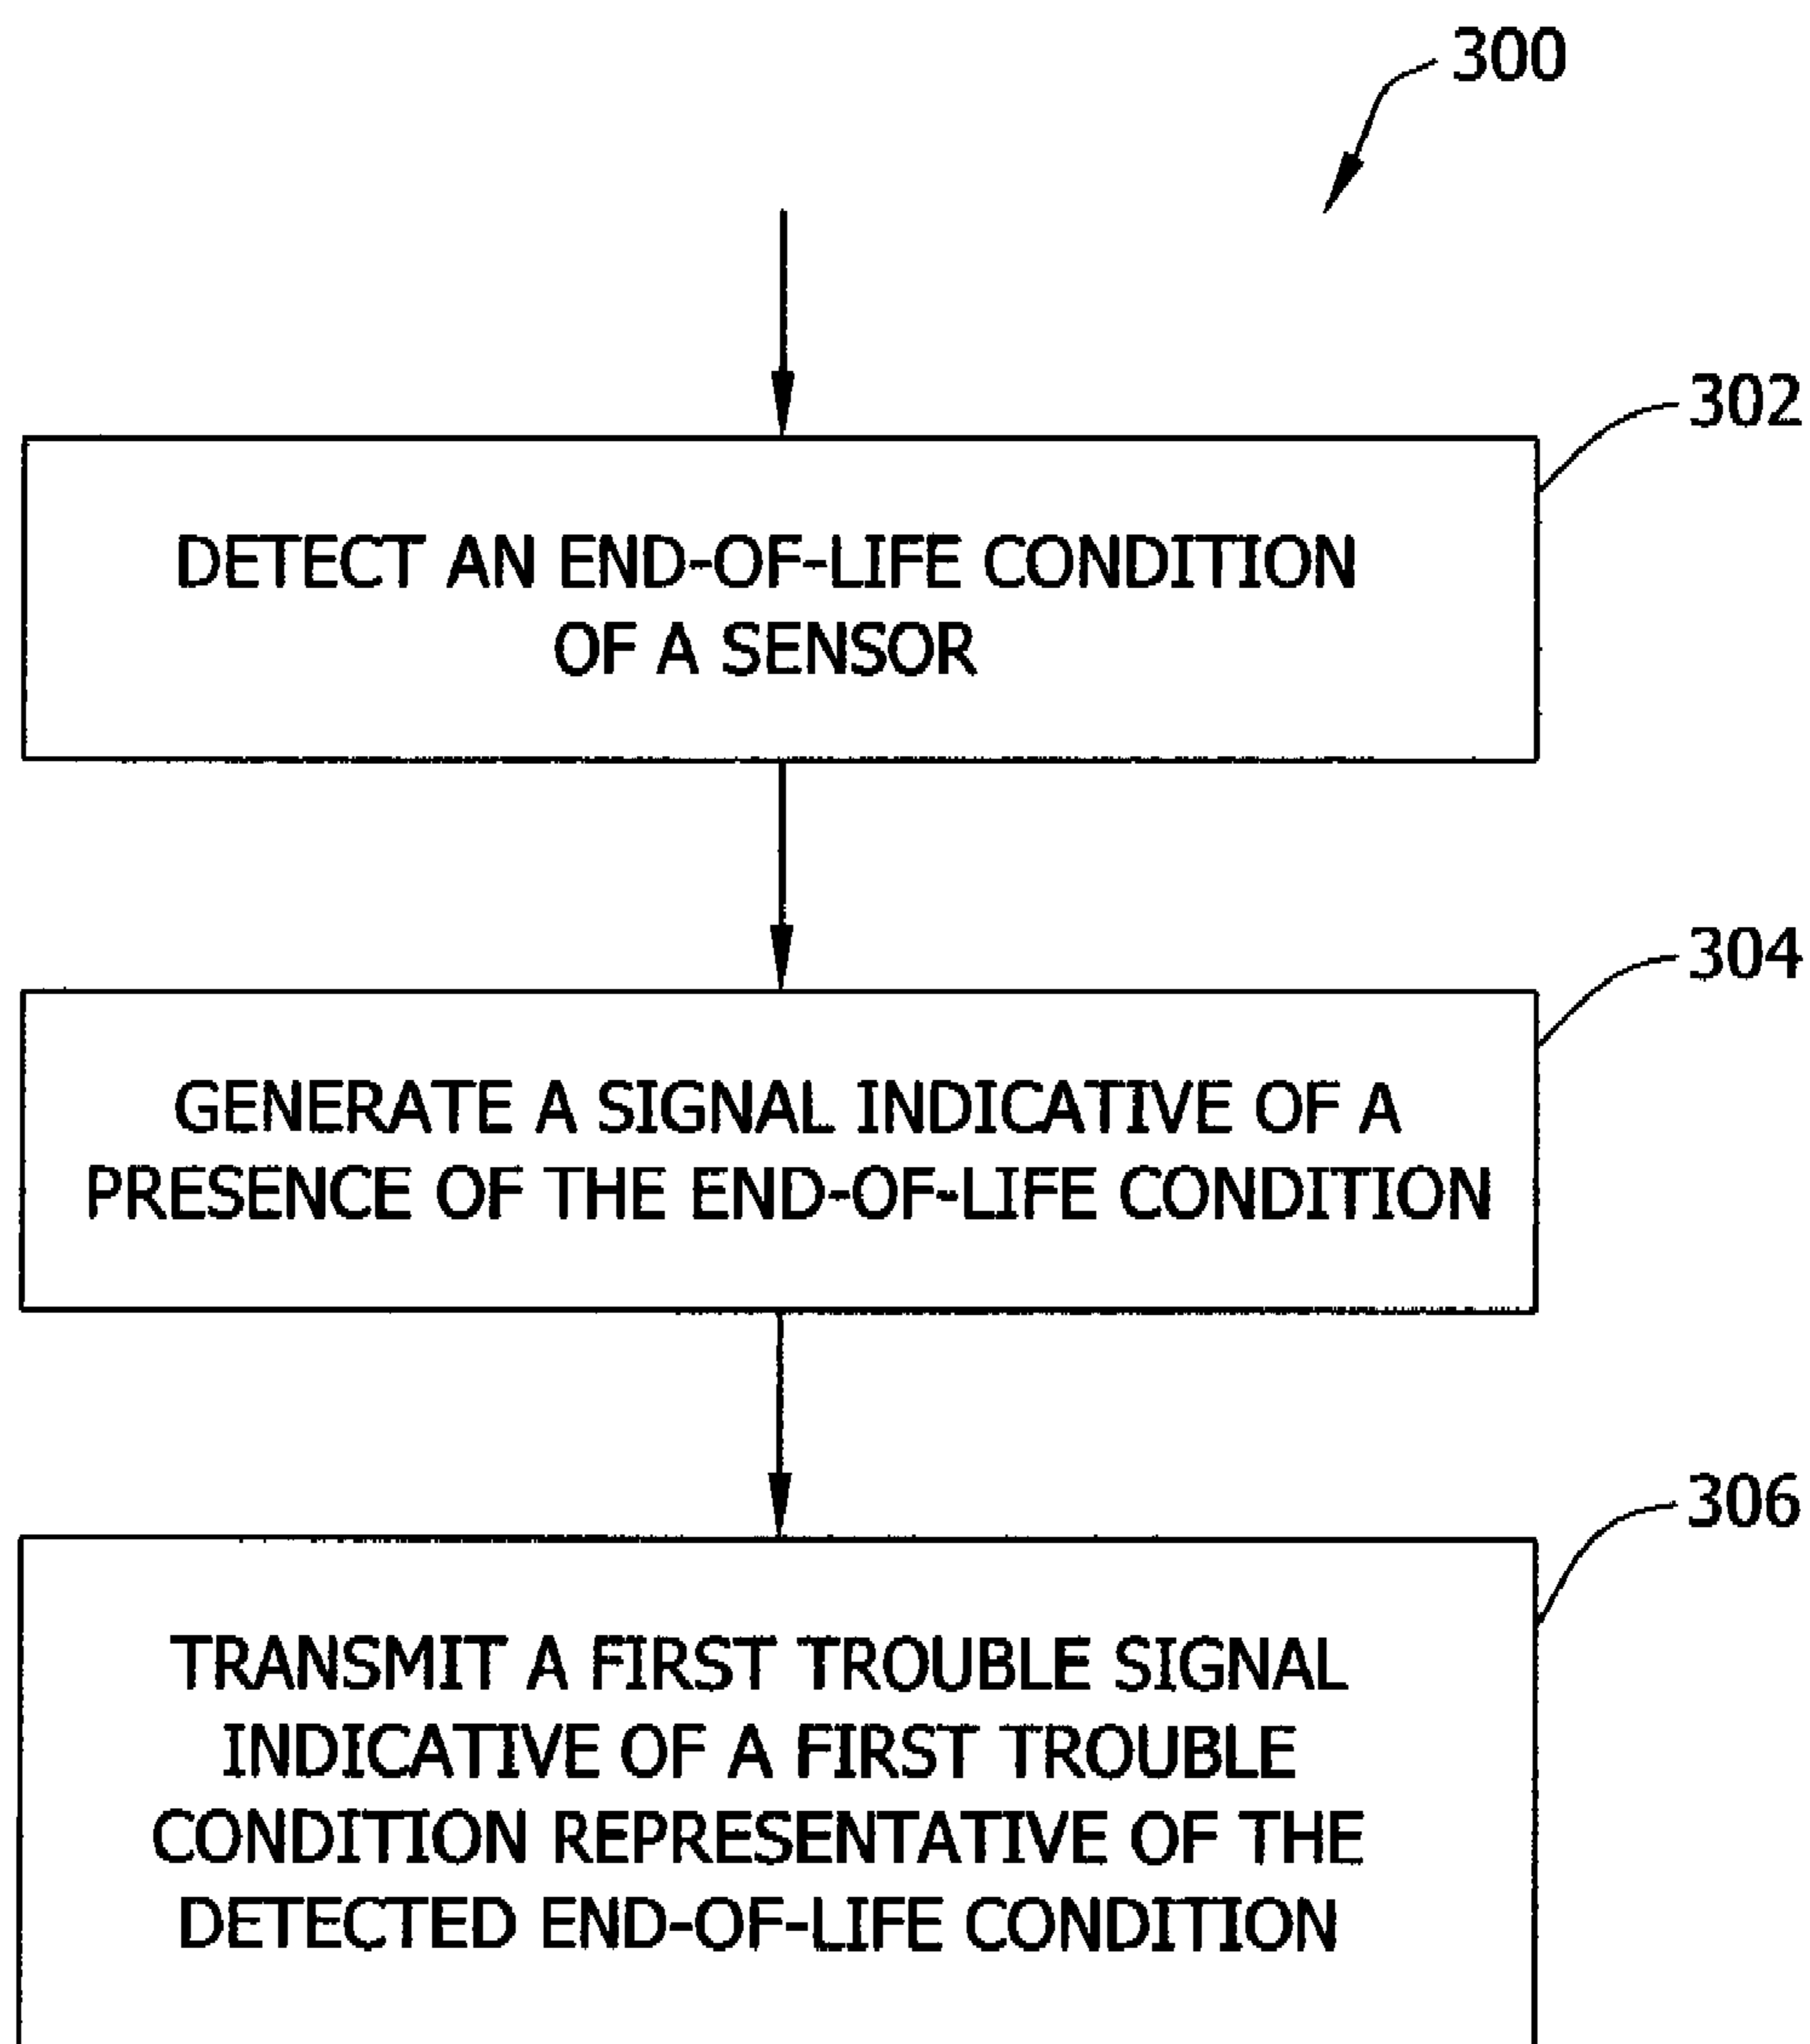 300
302
DETECT AN END-OF-LIFE CONDITION
OF A SENSOR
304
GENERATE A SIGNAL INDICATIVE OF A
PRESENCE OF THE END-OF-LIFE CONDITION
306
TRANSMIT A FIRST TROUBLE SIGNAL
INDICATIVE OF A FIRST TROUBLE
CONDITION REPRESENTATIVE OF THE
DETECTED END-OF-LIFE CONDITION